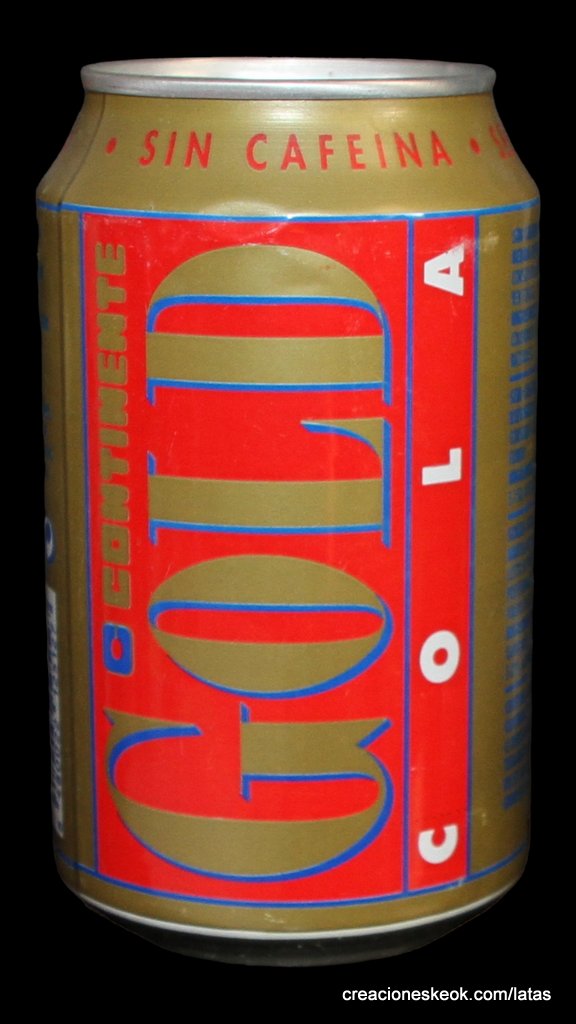 • SIN CAFEINA •
C CONTINENTE
GOLD
COLA
creacioneskeok.com/latas